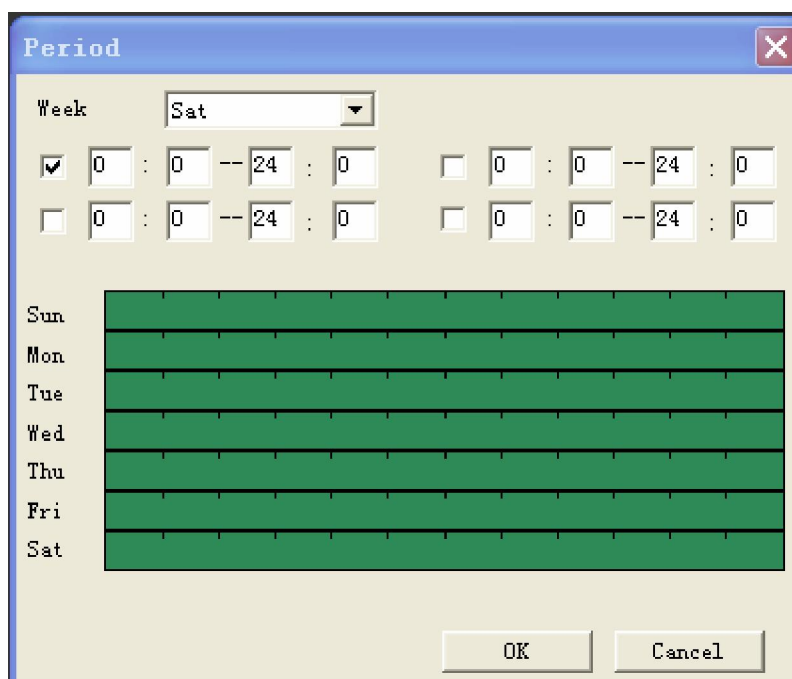 Period
Week Sat
0 : 0 -- 24 : 0 0 : 0 -- 24 : 0
0 : 0 -- 24 : 0 0 : 0 -- 24 : 0
Sun
Mon
Tue
Wed
Thu
Fri
Sat
OK Cancel